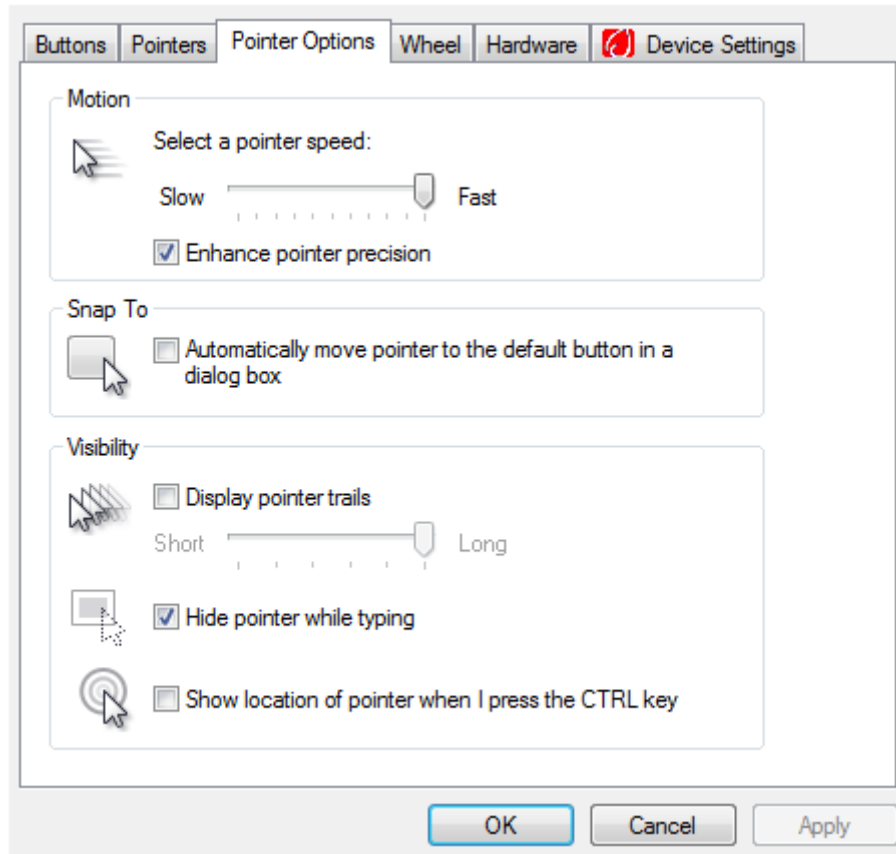 Buttons Pointers Pointer Options Wheel Hardware Device Settings
Motion
Select a pointer speed:
Slow Fast
Enhance pointer precision
Snap To
Automatically move pointer to the default button in a
dialog box
Visibility
Display pointer trails
Short Long
Hide pointer while typing
Show location of pointer when I press the CTRL key
OK Cancel Apply